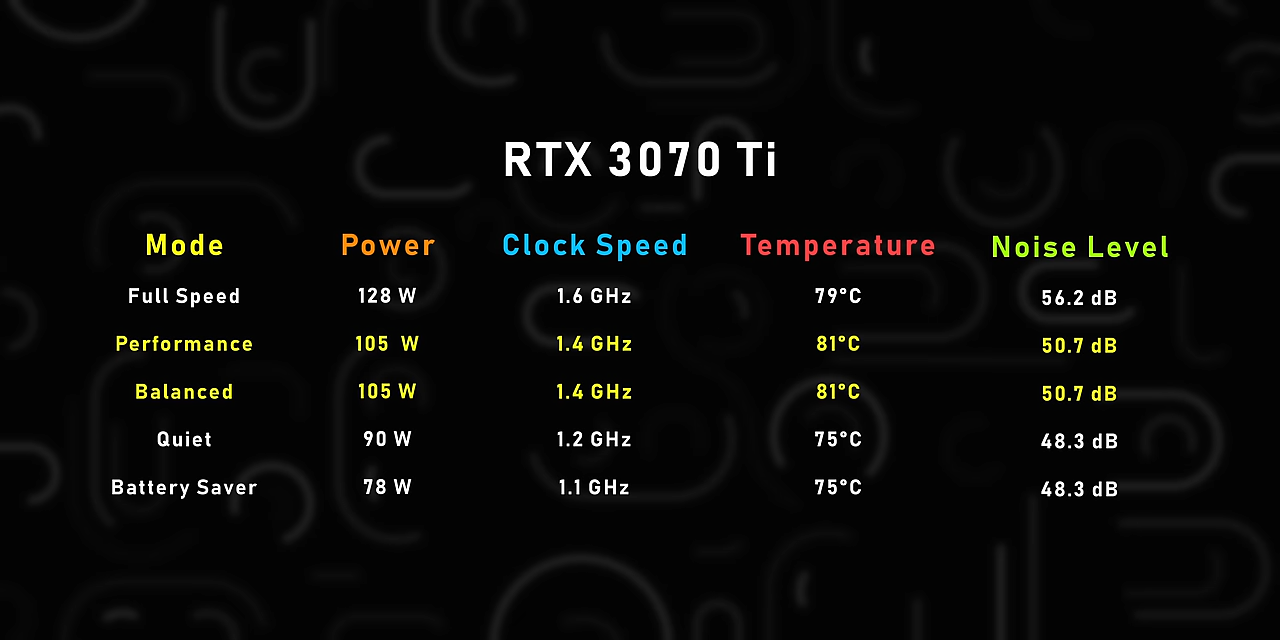 RTX 3070 Ti
Mode Power Clock Speed Temperature Noise Level
Full Speed 128 W 1.6 GHz 79°C 56.2 dB
Performance 105 W 1.4 GHz 81°C 50.7 dB
Balanced 105 W 1.4 GHz 81°C 50.7 dB
Quiet 90 W 1.2 GHz 75°C 48.3 dB
Battery Saver 78 W 1.1 GHz 75°C 48.3 dB